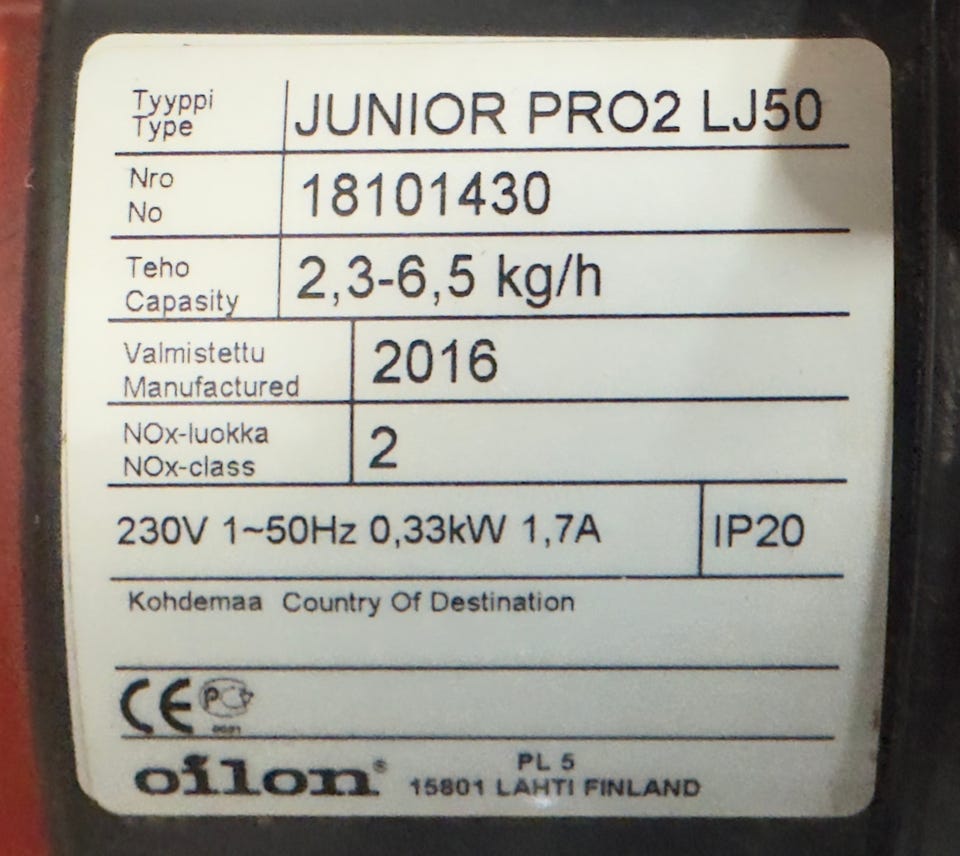 Tyyppi
Type
JUNIOR PRO2 LJ50
Nro
No
18101430
Teho
Capasity
2,3-6,5 kg/h
Valmistettu
Manufactured
2016
NOx-luokka
NOx-class
2
230V 1~50Hz 0,33kW 1,7A IP20
Kohdemaa Country Of Destination
CE
oilon®
PL 5
15801 LAHTI FINLAND